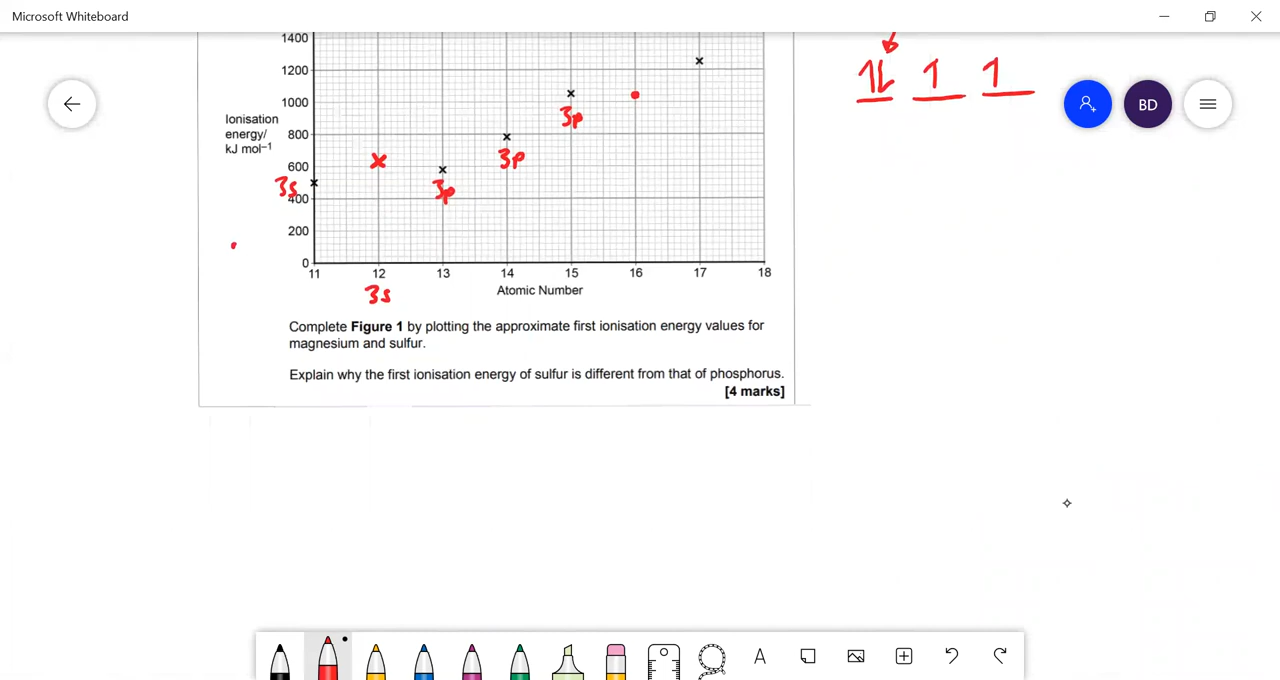 Microsoft Whiteboard
1400
1200
1000
Ionisation
energy/
kJ mol⁻¹
800
600
400
200
0
11 12 13 14 15 16 17 18
Atomic Number
3s
3s
3p
3p
3p
1⇂ 1 1
BD
Complete Figure 1 by plotting the approximate first ionisation energy values for
magnesium and sulfur.
Explain why the first ionisation energy of sulfur is different from that of phosphorus.
[4 marks]
A